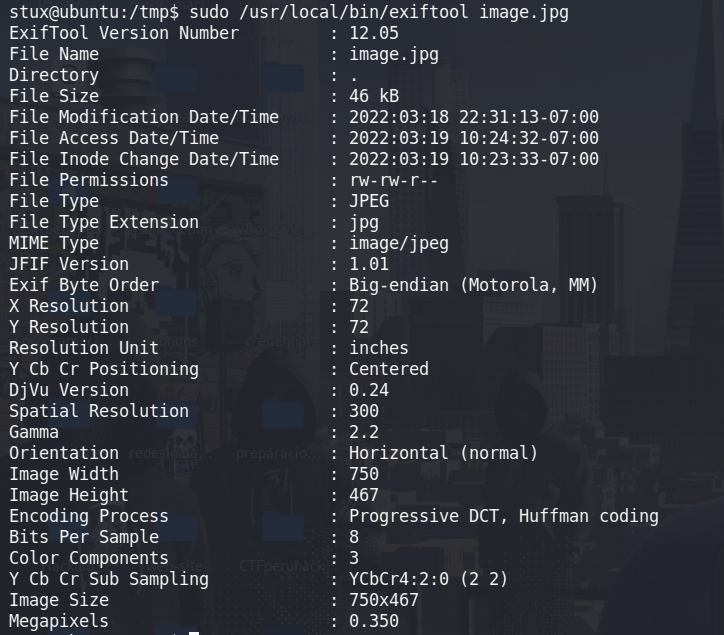 stux@ubuntu:/tmp$ sudo /usr/local/bin/exiftool image.jpg
ExifTool Version Number         : 12.05
File Name                       : image.jpg
Directory                       : .
File Size                       : 46 kB
File Modification Date/Time     : 2022:03:18 22:31:13-07:00
File Access Date/Time           : 2022:03:19 10:24:32-07:00
File Inode Change Date/Time     : 2022:03:19 10:23:33-07:00
File Permissions                : rw-rw-r--
File Type                       : JPEG
File Type Extension             : jpg
MIME Type                       : image/jpeg
JFIF Version                    : 1.01
Exif Byte Order                 : Big-endian (Motorola, MM)
X Resolution                    : 72
Y Resolution                    : 72
Resolution Unit                 : inches
credentials
Y Cb Cr Positioning             : Centered
DjVu Version                    : 0.24
Spatial Resolution              : 300
Gamma                           : 2.2
Orientation                     : Horizontal (normal)
preparacio...
Image Width                     : 750
Image Height                    : 467
Encoding Process                : Progressive DCT, Huffman coding
Bits Per Sample                 : 8
Color Components                : 3
CTFperuhack
Y Cb Cr Sub Sampling            : YCbCr4:2:0 (2 2)
Image Size                      : 750x467
Megapixels                      : 0.350